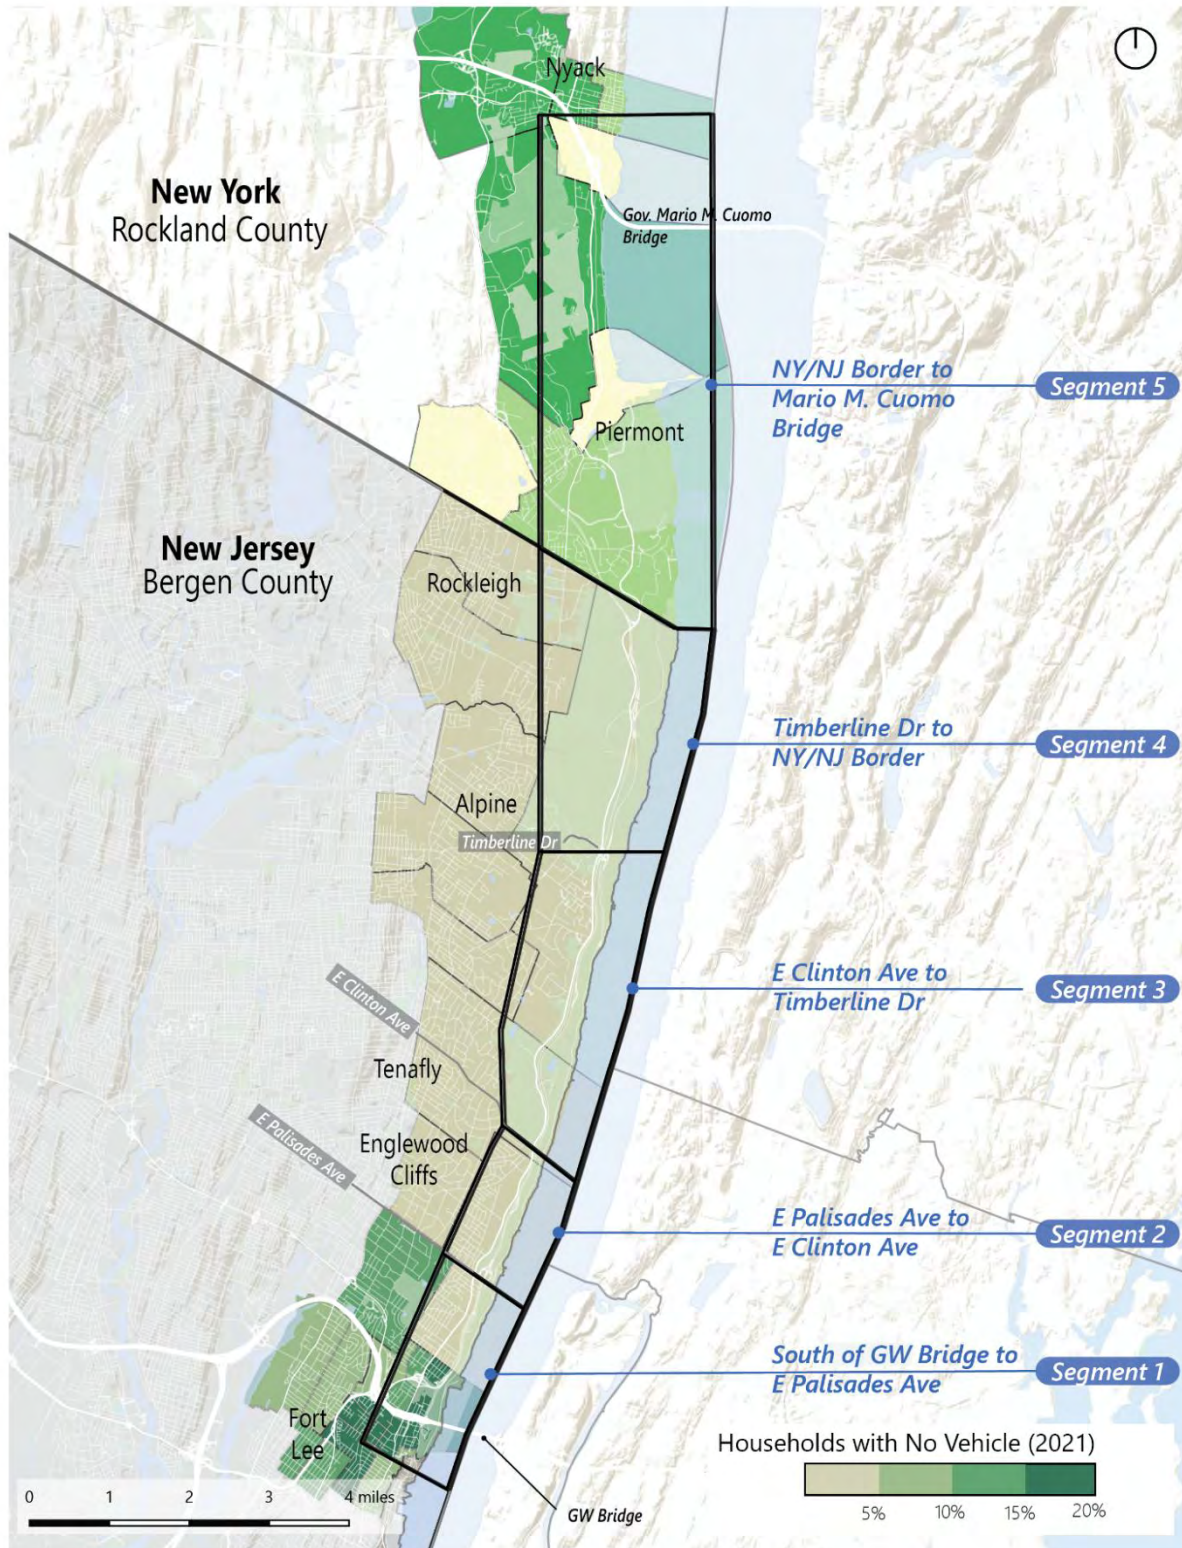 Nyack
New York
Rockland County
Gov. Mario M. Cuomo
Bridge
NY/NJ Border to
Mario M. Cuomo
Bridge
Segment 5
Piermont
New Jersey
Bergen County
Rockleigh
Timberline Dr to
NY/NJ Border
Segment 4
Alpine
Timberline Dr
E Clinton Ave
E Clinton Ave to
Timberline Dr
Segment 3
Tenafly
E Palisades Ave
Englewood
Cliffs
E Palisades Ave to
E Clinton Ave
Segment 2
South of GW Bridge to
E Palisades Ave
Segment 1
Fort
Lee
Households with No Vehicle (2021)
5% 10% 15% 20%
0 1 2 3 4 miles
GW Bridge